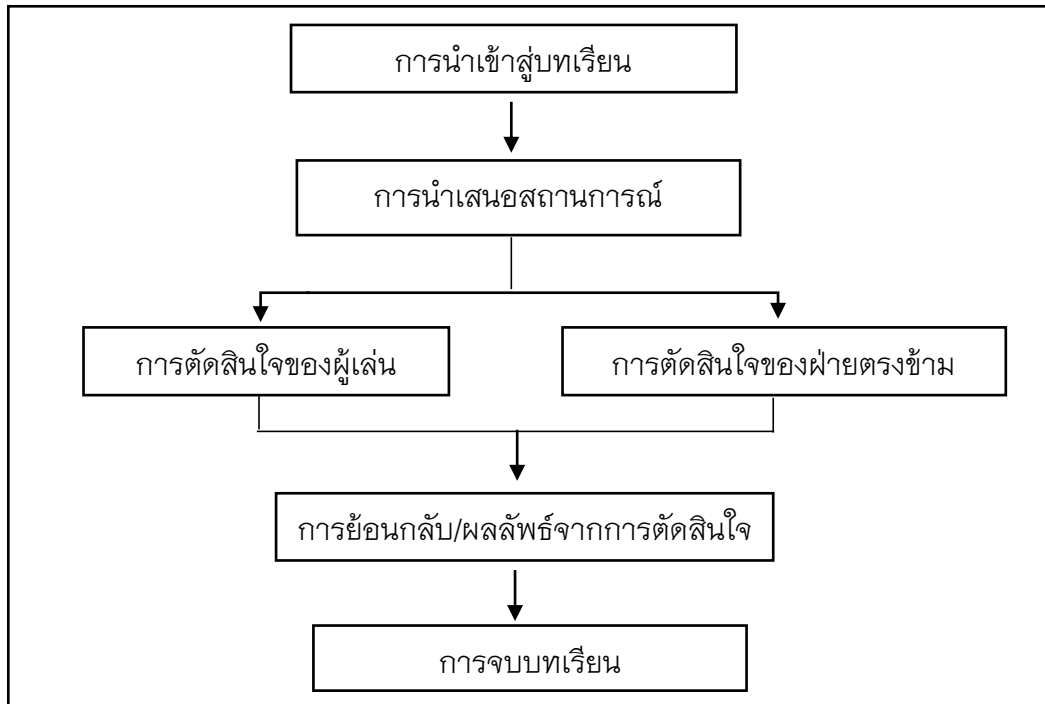 การนำเข้าสู่บทเรียน
การนำเสนอสถานการณ์
การตัดสินใจของผู้เล่น
การตัดสินใจของฝ่ายตรงข้าม
การย้อนกลับ/ผลลัพธ์จากการตัดสินใจ
การจบบทเรียน